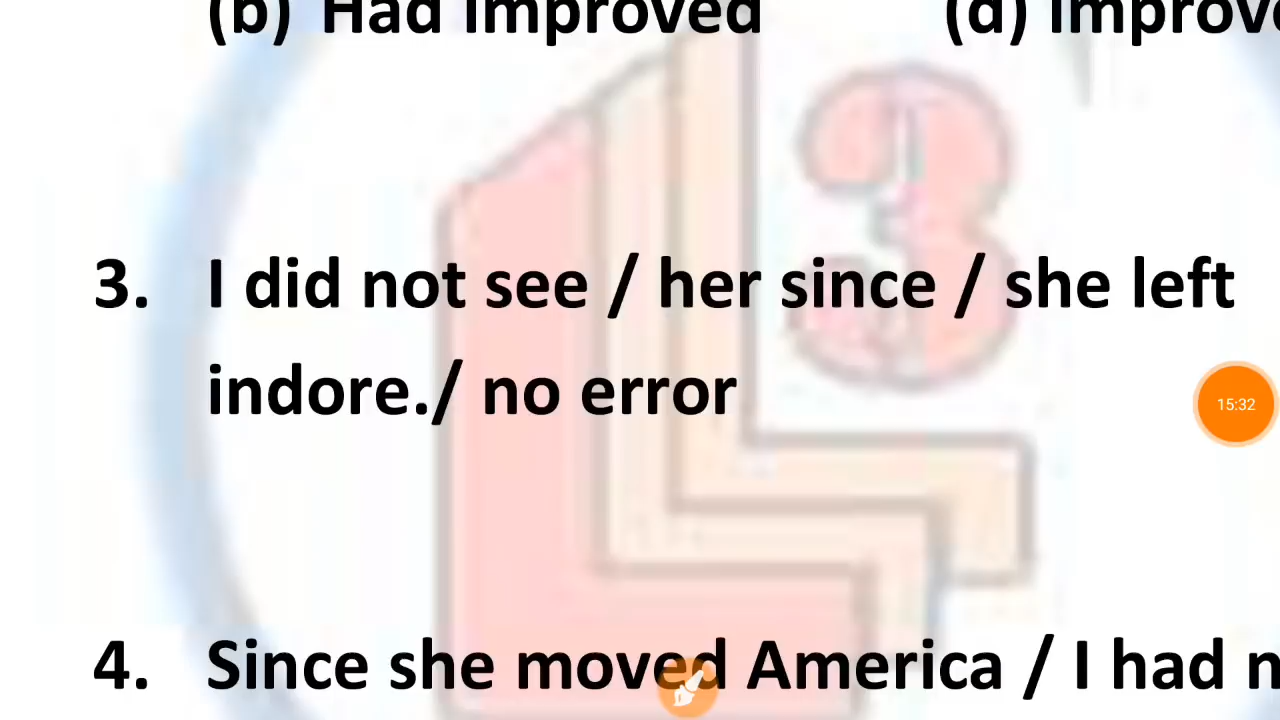 (b) Had improved (d)
3. I did not see / her since / she left
indore./ no error
15:32
4. Since she moved America / I had
3